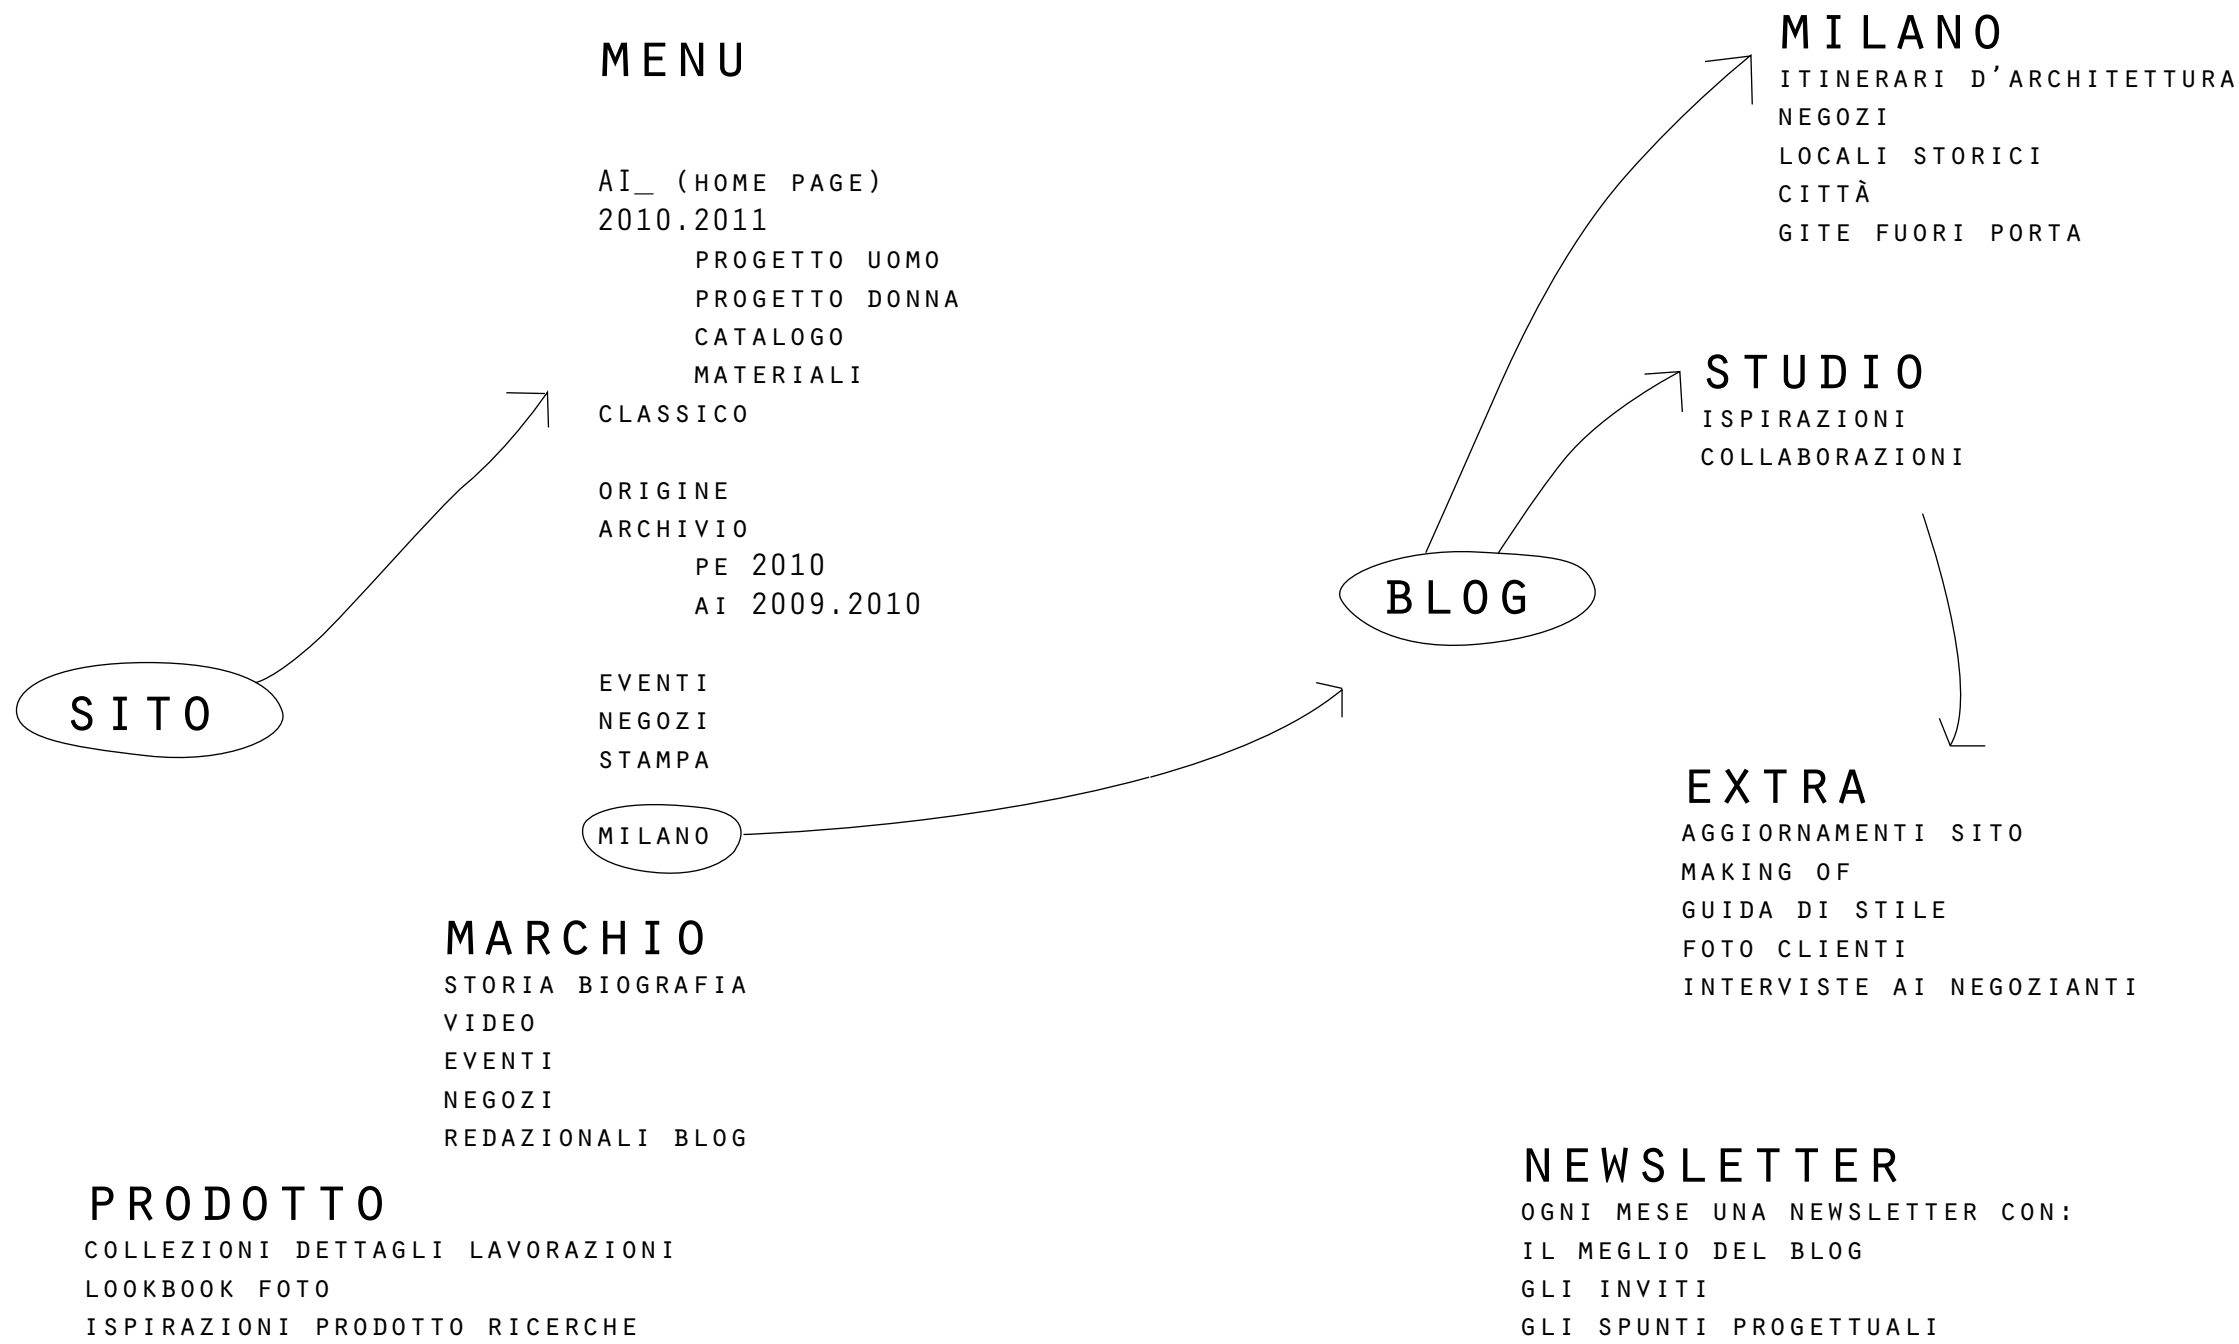 MENU
AI_ (HOME PAGE)
2010.2011
PROGETTO UOMO
PROGETTO DONNA
CATALOGO
MATERIALI
CLASSICO
ORIGINE
ARCHIVIO
PE 2010
AI 2009.2010
EVENTI
NEGOZI
STAMPA
MILANO
SITO
MARCHIO
STORIA BIOGRAFIA
VIDEO
EVENTI
NEGOZI
REDAZIONALI BLOG
PRODOTTO
COLLEZIONI DETTAGLI LAVORAZIONI
LOOKBOOK FOTO
ISPIRAZIONI PRODOTTO RICERCHE
BLOG
MILANO
ITINERARI D’ARCHITETTURA
NEGOZI
LOCALI STORICI
CITTÀ
GITE FUORI PORTA
STUDIO
ISPIRAZIONI
COLLABORAZIONI
EXTRA
AGGIORNAMENTI SITO
MAKING OF
GUIDA DI STILE
FOTO CLIENTI
INTERVISTE AI NEGOZIANTI
NEWSLETTER
OGNI MESE UNA NEWSLETTER CON:
IL MEGLIO DEL BLOG
GLI INVITI
GLI SPUNTI PROGETTUALI